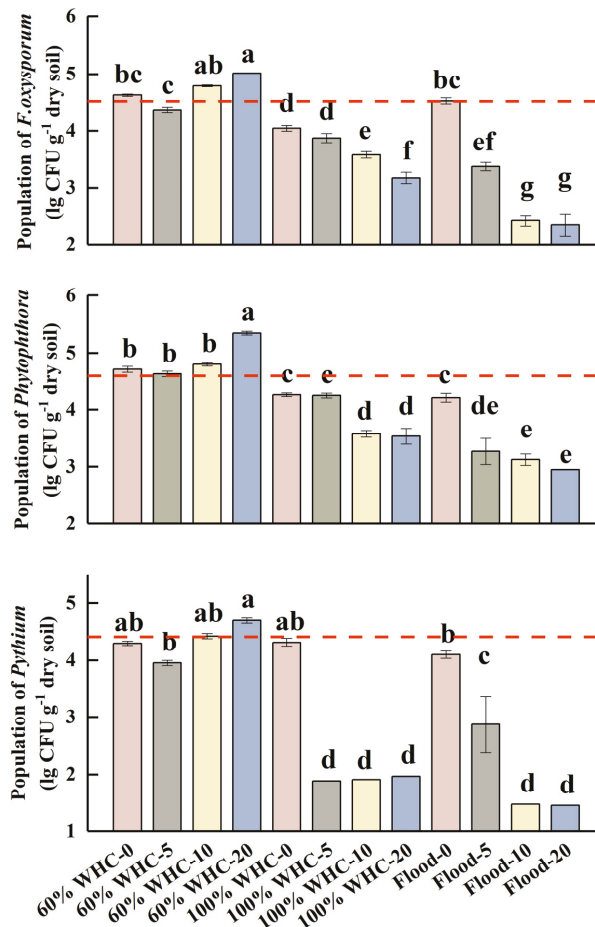 Population of F.oxysporum
(lg CFU g⁻¹ dry soil)
6
5
4
3
2
bc
c
ab
a
d
d
e
f
bc
ef
g
g
Population of Phytophthora
(lg CFU g⁻¹ dry soil)
6
5
4
3
2
b
b
b
a
c
e
d
d
c
de
e
e
Population of Pythium
(lg CFU g⁻¹ dry soil)
5
4
3
2
1
ab
b
ab
a
ab
d
d
d
b
c
d
d
60% WHC-0
60% WHC-5
60% WHC-10
60% WHC-20
100% WHC-0
100% WHC-5
100% WHC-10
100% WHC-20
Flood-0
Flood-5
Flood-10
Flood-20